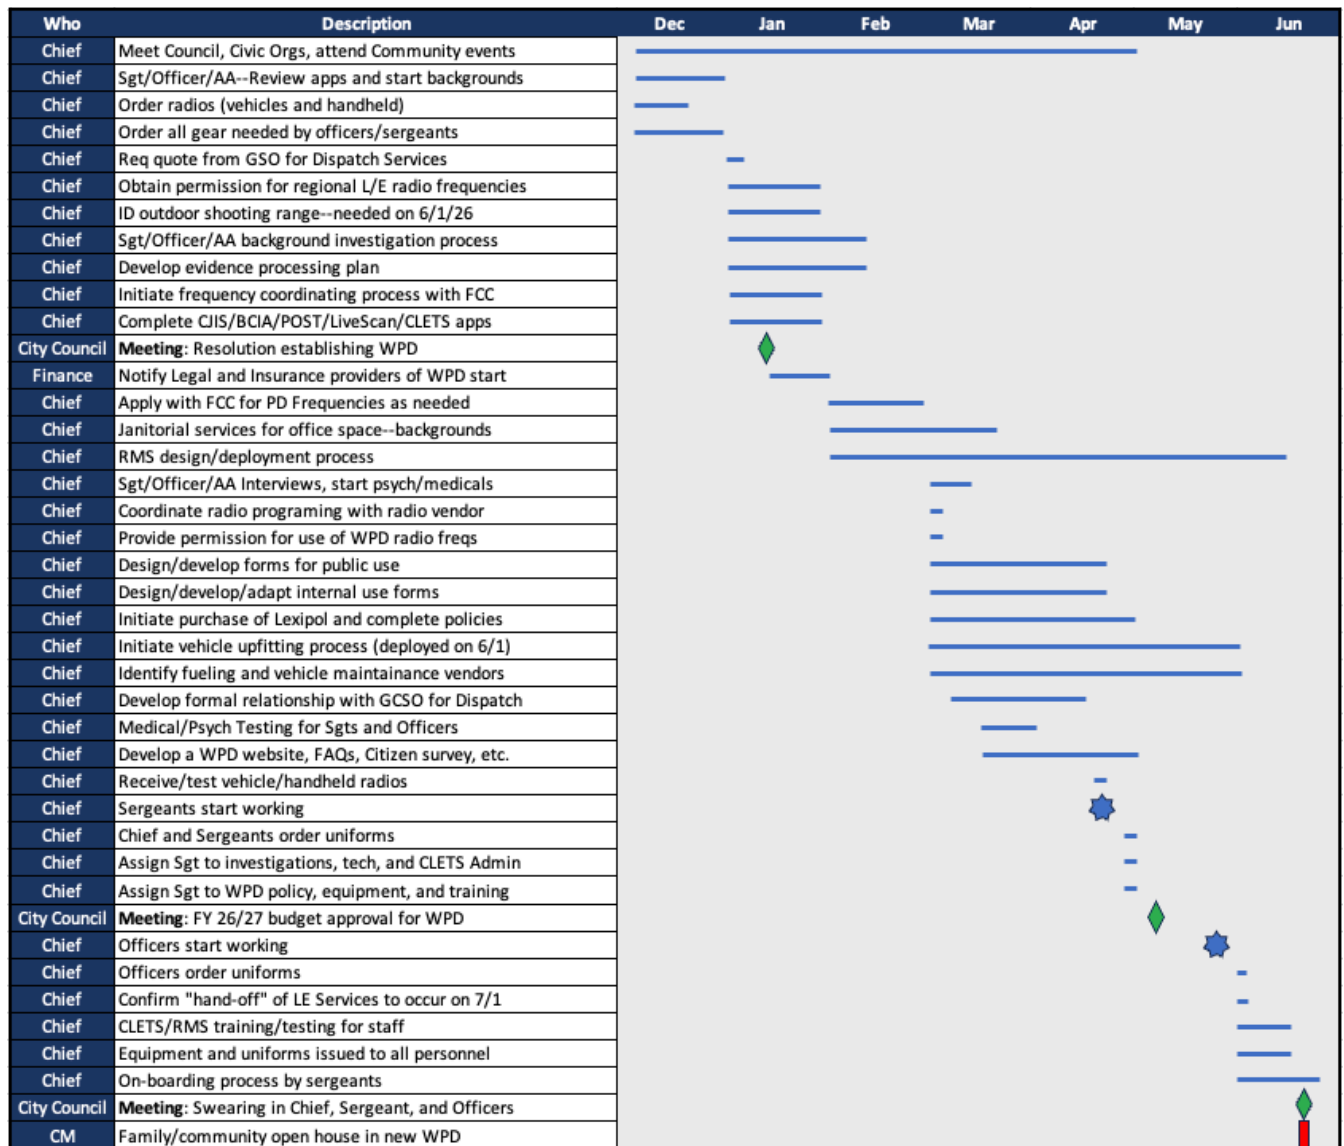 Who Description Dec Jan Feb Mar Apr May Jun
Chief Meet Council, Civic Orgs, attend Community events
Chief Sgt/Officer/AA--Review apps and start backgrounds
Chief Order radios (vehicles and handheld)
Chief Order all gear needed by officers/sergeants
Chief Req quote from GSO for Dispatch Services
Chief Obtain permission for regional L/E radio frequencies
Chief ID outdoor shooting range--needed on 6/1/26
Chief Sgt/Officer/AA background investigation process
Chief Develop evidence processing plan
Chief Initiate frequency coordinating process with FCC
Chief Complete CJIS/BCIA/POST/LiveScan/CLETS apps
City Council Meeting: Resolution establishing WPD
Finance Notify Legal and Insurance providers of WPD start
Chief Apply with FCC for PD Frequencies as needed
Chief Janitorial services for office space--backgrounds
Chief RMS design/deployment process
Chief Sgt/Officer/AA Interviews, start psych/medicals
Chief Coordinate radio programing with radio vendor
Chief Provide permission for use of WPD radio freqs
Chief Design/develop forms for public use
Chief Design/develop/adapt internal use forms
Chief Initiate purchase of Lexipol and complete policies
Chief Initiate vehicle upfitting process (deployed on 6/1)
Chief Identify fueling and vehicle maintainance vendors
Chief Develop formal relationship with GCSO for Dispatch
Chief Medical/Psych Testing for Sgts and Officers
Chief Develop a WPD website, FAQs, Citizen survey, etc.
Chief Receive/test vehicle/handheld radios
Chief Sergeants start working
Chief Chief and Sergeants order uniforms
Chief Assign Sgt to investigations, tech, and CLETS Admin
Chief Assign Sgt to WPD policy, equipment, and training
City Council Meeting: FY 26/27 budget approval for WPD
Chief Officers start working
Chief Officers order uniforms
Chief Confirm "hand-off" of LE Services to occur on 7/1
Chief CLETS/RMS training/testing for staff
Chief Equipment and uniforms issued to all personnel
Chief On-boarding process by sergeants
City Council Meeting: Swearing in Chief, Sergeant, and Officers
CM Family/community open house in new WPD